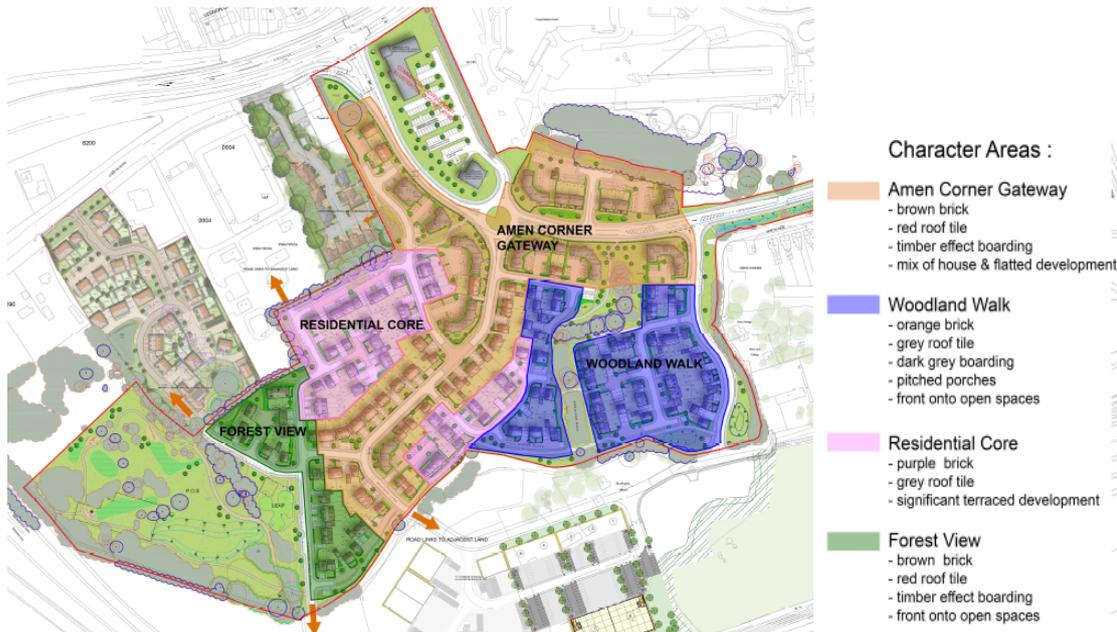 6200
0004
0004
AMEN CORNER
GATEWAY
ROAD LINKS TO ADJACENT LAND
RESIDENTIAL CORE
WOODLAND WALK
FOREST VIEW
P.O.S
LEAP
ROAD LINKS TO ADJACENT LAND
Character Areas :
Amen Corner Gateway
- brown brick
- red roof tile
- timber effect boarding
- mix of house & flatted development
Woodland Walk
- orange brick
- grey roof tile
- dark grey boarding
- pitched porches
- front onto open spaces
Residential Core
- purple brick
- grey roof tile
- significant terraced development
Forest View
- brown brick
- red roof tile
- timber effect boarding
- front onto open spaces